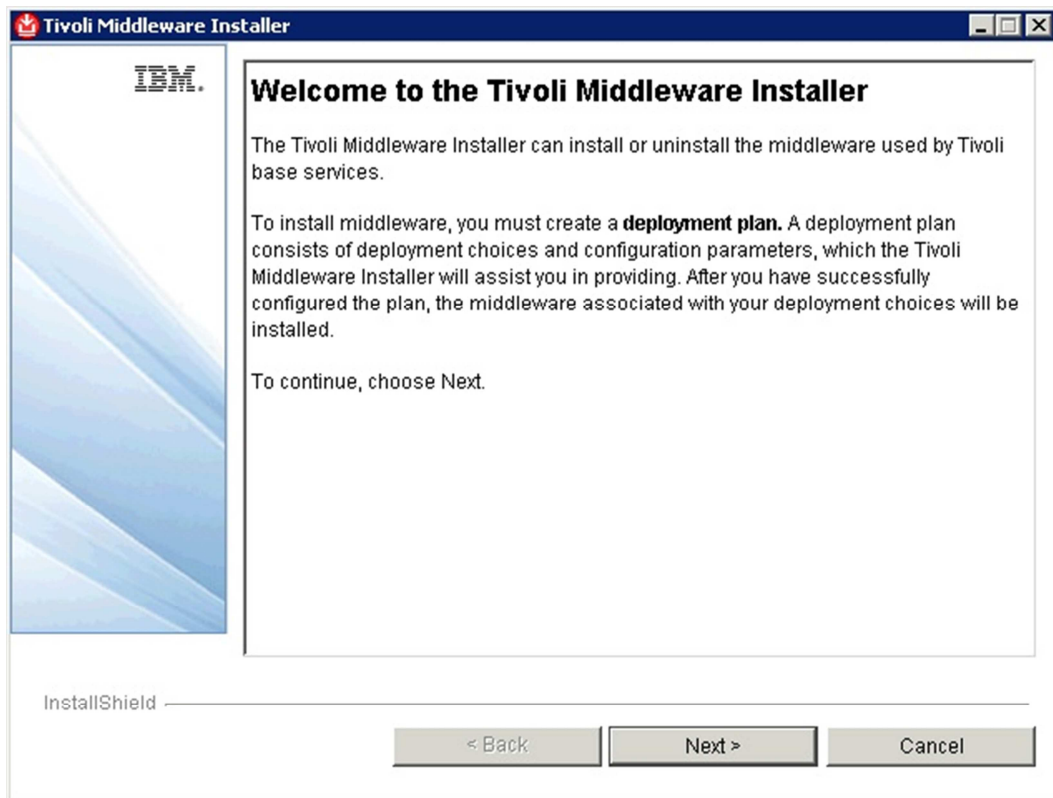 Tivoli Middleware Installer
IBM.
Welcome to the Tivoli Middleware Installer
The Tivoli Middleware Installer can install or uninstall the middleware used by Tivoli
base services.
To install middleware, you must create a deployment plan. A deployment plan
consists of deployment choices and configuration parameters, which the Tivoli
Middleware Installer will assist you in providing. After you have successfully
configured the plan, the middleware associated with your deployment choices will be
installed.
To continue, choose Next.
InstallShield
< Back
Next >
Cancel